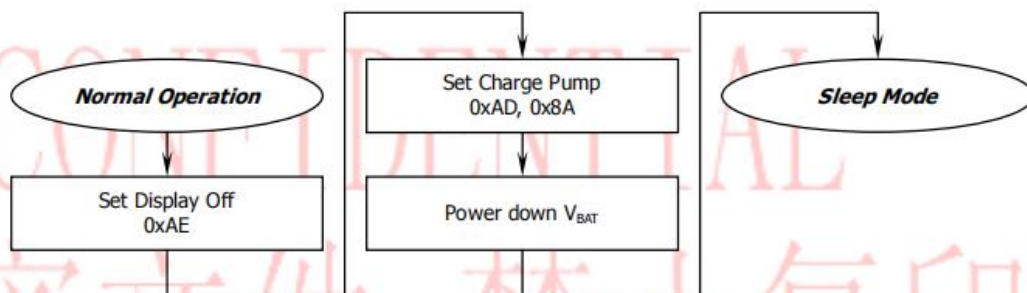 CONFIDENTIAL
Normal Operation
Set Display Off
0xAE
Set Charge Pump
0xAD, 0x8A
Power down VBAT
Sleep Mode